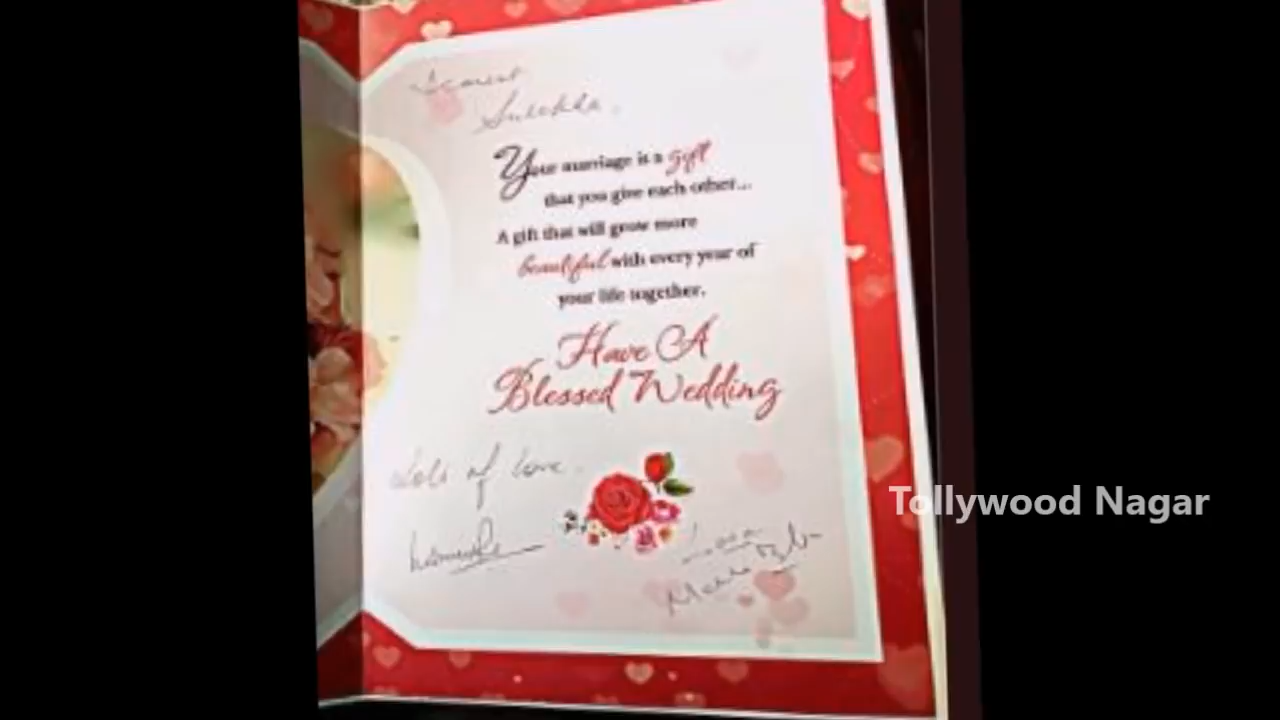 Dearest
Surekha.
Your marriage is a gift
that you give each other...
A gift that will grow more
beautiful with every year of
your life together.
Have A
Blessed Wedding
Lots of love.
Tollywood Nagar